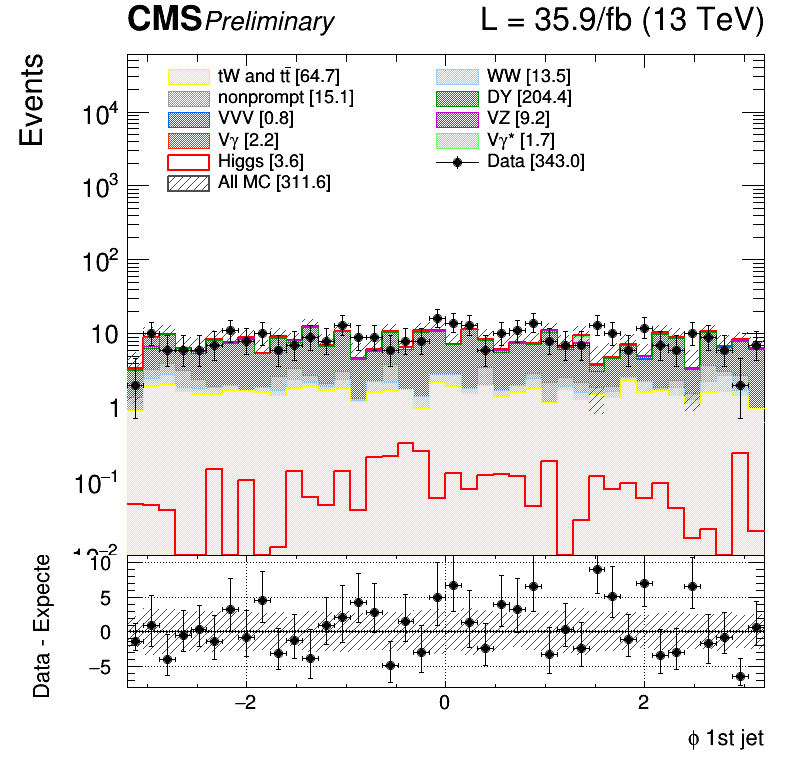 CMS Preliminary L = 35.9/fb (13 TeV)
Events
tW and tt̄ [64.7] WW [13.5]
nonprompt [15.1] DY [204.4]
VVV [0.8] VZ [9.2]
Vγ [2.2] Vγ* [1.7]
Higgs [3.6] Data [343.0]
All MC [311.6]
10⁴
10³
10²
10
1
10⁻¹
10⁻²
Data - Expecte
10
5
0
−5
−2 0 2
ϕ 1st jet